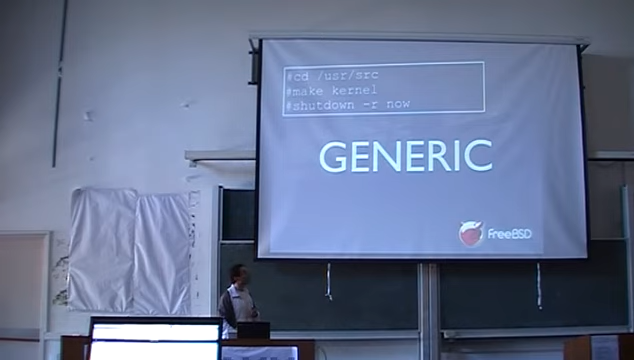 #cd /usr/src
#make kernel
#shutdown -r now
GENERIC
FreeBSD